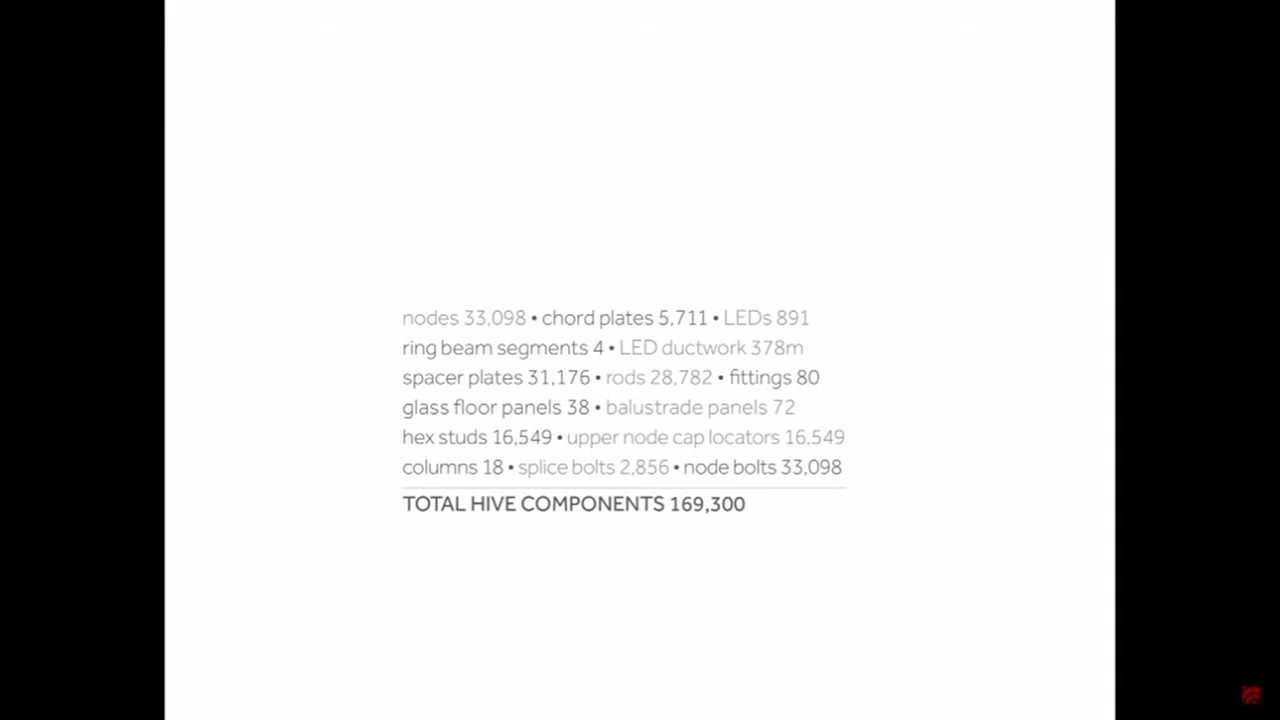 nodes 33,098 • chord plates 5,711 • LEDs 891
ring beam segments 4 • LED ductwork 378m
spacer plates 31,176 • rods 28,782 • fittings 80
glass floor panels 38 • balustrade panels 72
hex studs 16,549 • upper node cap locators 16,549
columns 18 • splice bolts 2,856 • node bolts 33,098
TOTAL HIVE COMPONENTS 169,300